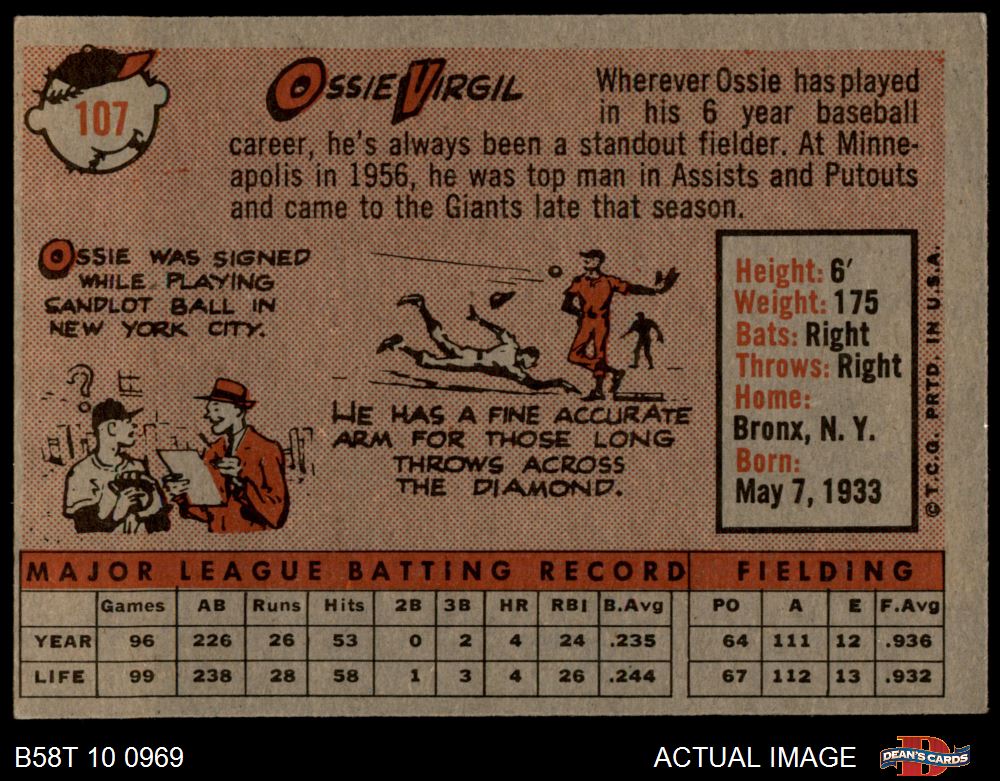 107
OSSIE VIRGIL
Wherever Ossie has played
in his 6 year baseball
career, he's always been a standout fielder. At Minne-
apolis in 1956, he was top man in Assists and Putouts
and came to the Giants late that season.
OSSIE WAS SIGNED
WHILE PLAYING
SANDLOT BALL IN
NEW YORK CITY.
?
HE HAS A FINE ACCURATE
ARM FOR THOSE LONG
THROWS ACROSS
THE DIAMOND.
Height: 6′
Weight: 175
Bats: Right
Throws: Right
Home:
Bronx, N. Y.
Born:
May 7, 1933
© T.C.G. PRTD. IN U.S.A.
MAJOR LEAGUE BATTING RECORD FIELDING
Games AB Runs Hits 2B 3B HR RBI B.Avg PO A E F.Avg
YEAR 96 226 26 53 0 2 4 24 .235 64 111 12 .936
LIFE 99 238 28 58 1 3 4 26 .244 67 112 13 .932
B58T 10 0969
ACTUAL IMAGE
D
DEAN'S CARDS